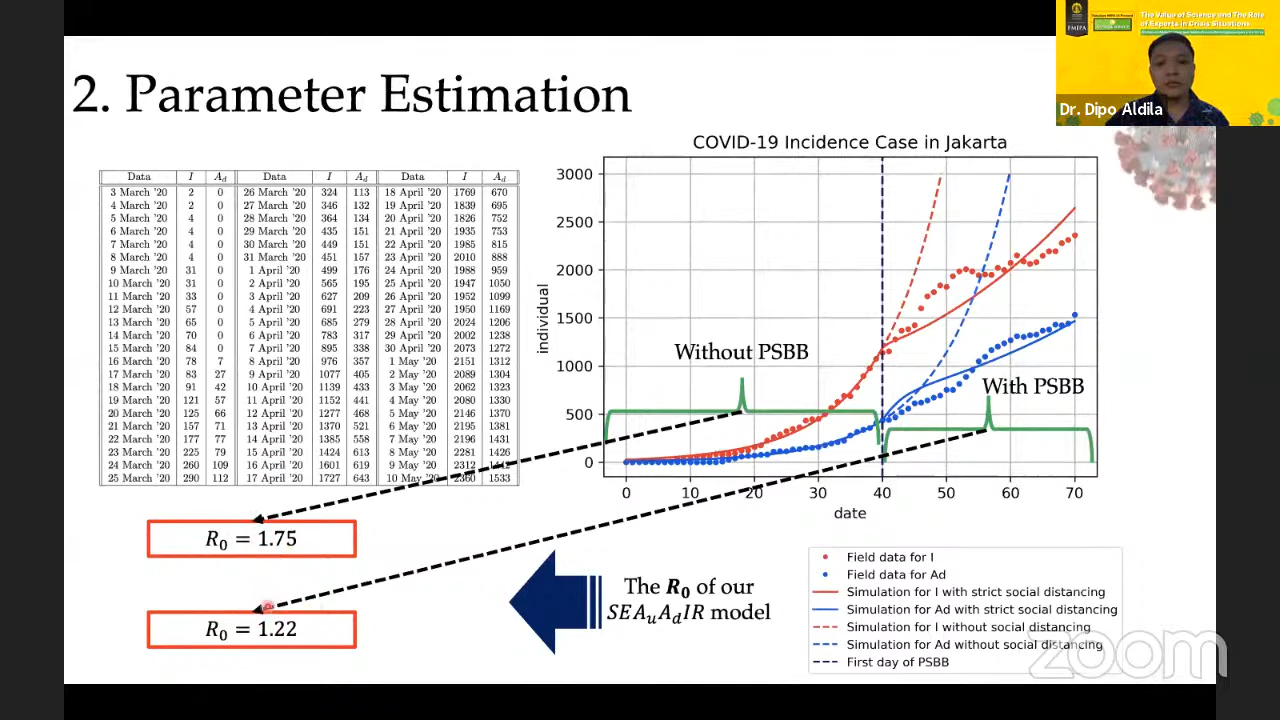 2. Parameter Estimation
FMIPA
The Value of Science and The Role
of Experts in Crisis Situations
Dr. Dipo Aldila
Data I Ad Data I Ad Data I Ad
3 March '20 2 0 26 March '20 324 113 18 April '20 1769 670
4 March '20 2 0 27 March '20 346 132 19 April '20 1839 695
5 March '20 4 0 28 March '20 364 134 20 April '20 1826 752
6 March '20 4 0 29 March '20 435 151 21 April '20 1935 753
7 March '20 4 0 30 March '20 449 151 22 April '20 1985 815
8 March '20 4 0 31 March '20 451 157 23 April '20 2010 888
9 March '20 31 0 1 April '20 499 176 24 April '20 1988 959
10 March '20 31 0 2 April '20 565 195 25 April '20 1947 1050
11 March '20 33 0 3 April '20 627 209 26 April '20 1952 1099
12 March '20 57 0 4 April '20 691 223 27 April '20 1950 1169
13 March '20 65 0 5 April '20 685 279 28 April '20 2024 1206
14 March '20 70 0 6 April '20 783 317 29 April '20 2002 1238
15 March '20 84 0 7 April '20 895 338 30 April '20 2073 1272
16 March '20 78 7 8 April '20 976 357 1 May '20 2151 1312
17 March '20 83 27 9 April '20 1077 405 2 May '20 2089 1304
18 March '20 91 42 10 April '20 1139 433 3 May '20 2062 1323
19 March '20 121 57 11 April '20 1152 441 4 May '20 2080 1330
20 March '20 125 66 12 April '20 1277 468 5 May '20 2146 1370
21 March '20 157 71 13 April '20 1370 521 6 May '20 2195 1381
22 March '20 177 77 14 April '20 1385 558 7 May '20 2196 1431
23 March '20 225 79 15 April '20 1424 613 8 May '20 2281 1426
24 March '20 260 109 16 April '20 1601 619 9 May '20 2312
25 March '20 290 112 17 April '20 1727 643 10 May '20 2360 1533
COVID-19 Incidence Case in Jakarta
3000
2500
2000
1500
1000
500
0
individual
Without PSBB
With PSBB
0 10 20 30 40 50 60 70
date
R₀ = 1.75
R₀ = 1.22
The R₀ of our
SEAᵤA_dIR model
Field data for I
Field data for Ad
Simulation for I with strict social distancing
Simulation for Ad with strict social distancing
Simulation for I without social distancing
Simulation for Ad without social distancing
First day of PSBB
zoom